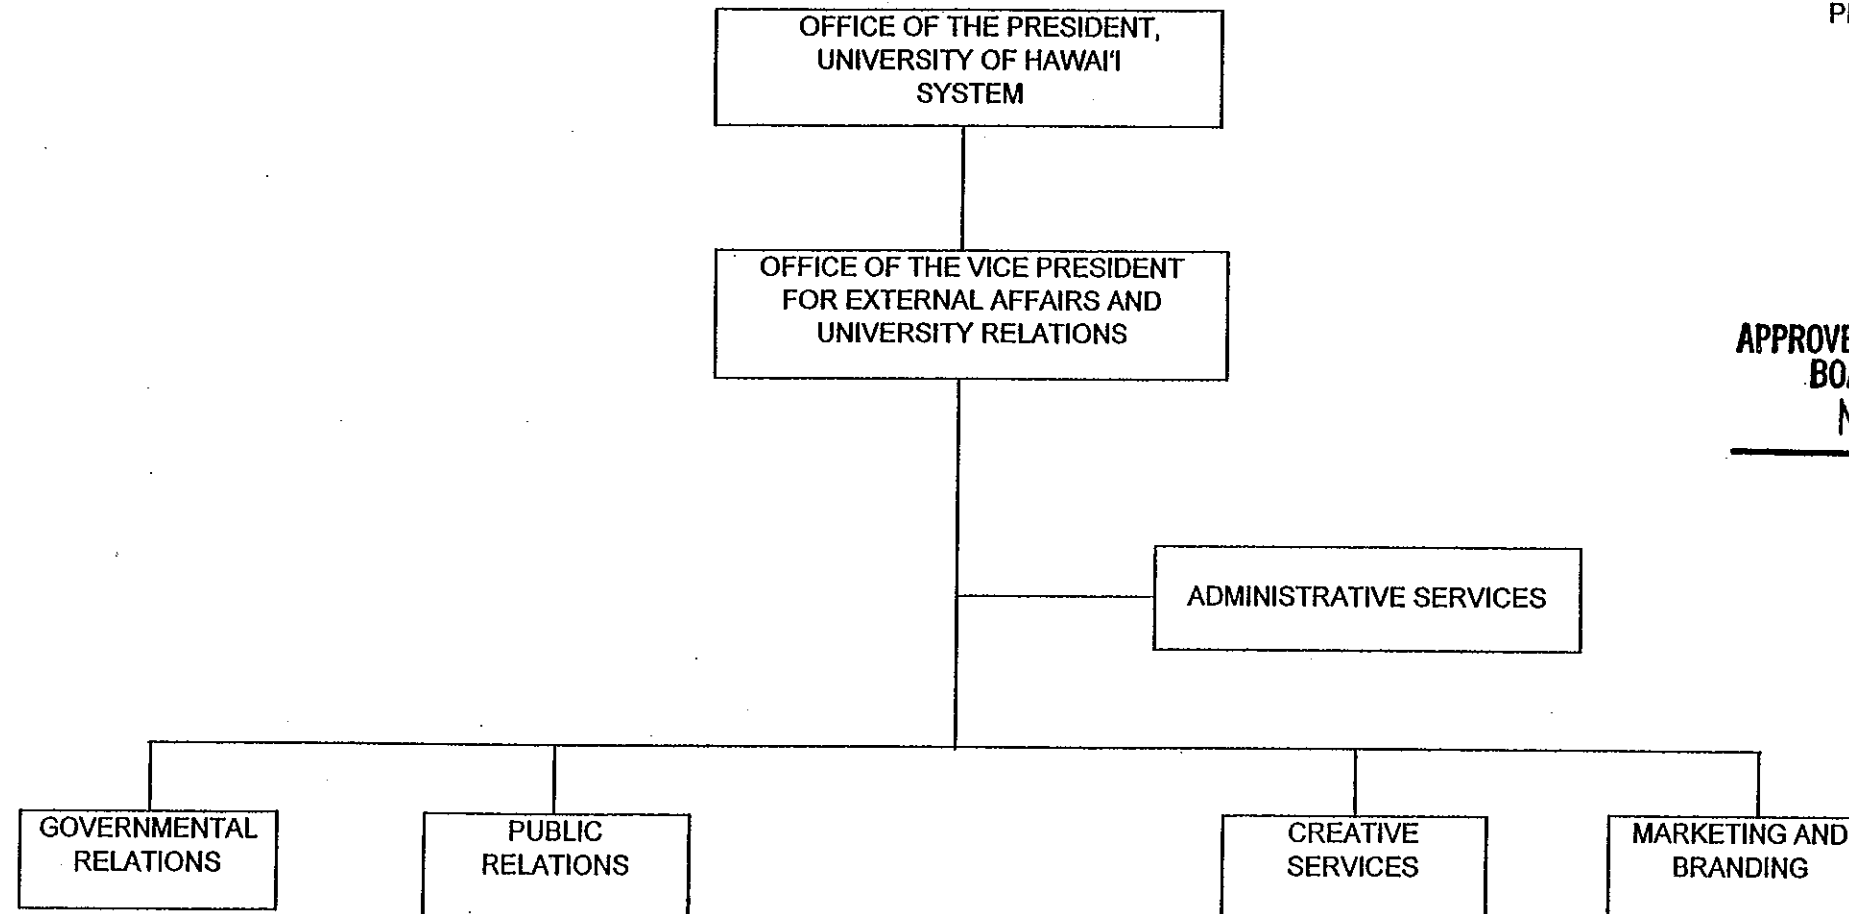 OFFICE OF THE PRESIDENT,
UNIVERSITY OF HAWAI'I
SYSTEM
OFFICE OF THE VICE PRESIDENT
FOR EXTERNAL AFFAIRS AND
UNIVERSITY RELATIONS
ADMINISTRATIVE SERVICES
GOVERNMENTAL
RELATIONS
PUBLIC
RELATIONS
CREATIVE
SERVICES
MARKETING AND
BRANDING